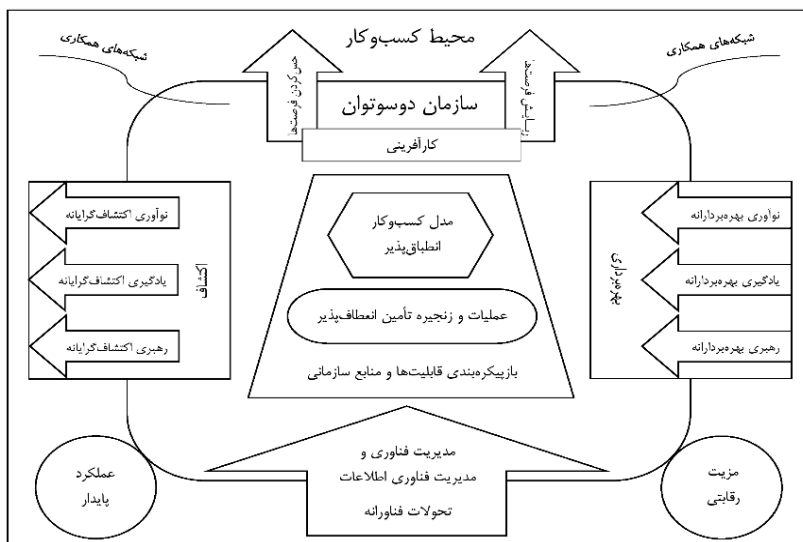 محیط کسب‌وکار
شبکه‌های همکاری
شبکه‌های همکاری
ربایش فرصت‌ها
حس‌کردن فرصت‌ها
سازمان دوسوتوان
کارآفرینی
نوآوری بهره‌بردارانه
یادگیری بهره‌بردارانه
رهبری بهره‌بردارانه
بهره‌برداری
مدل کسب‌وکار
انطباق‌پذیر
عملیات و زنجیره تأمین انعطاف‌پذیر
بازپیکره‌بندی قابلیت‌ها و منابع سازمانی
اکتشاف
نوآوری اکتشاف‌گرایانه
یادگیری اکتشاف‌گرایانه
رهبری اکتشاف‌گرایانه
مزیت
رقابتی
مدیریت فناوری و
مدیریت فناوری اطلاعات
تحولات فناورانه
عملکرد
پایدار